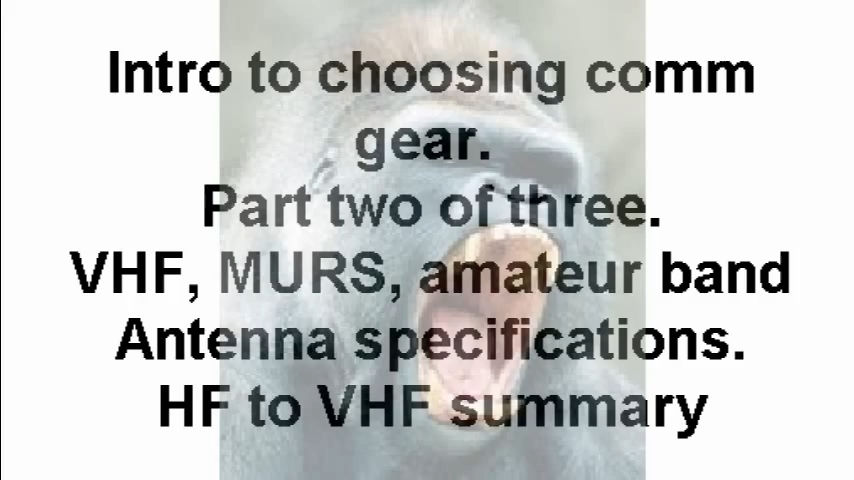 Intro to choosing comm
gear.
Part two of three.
VHF, MURS, amateur band
Antenna specifications.
HF to VHF summary